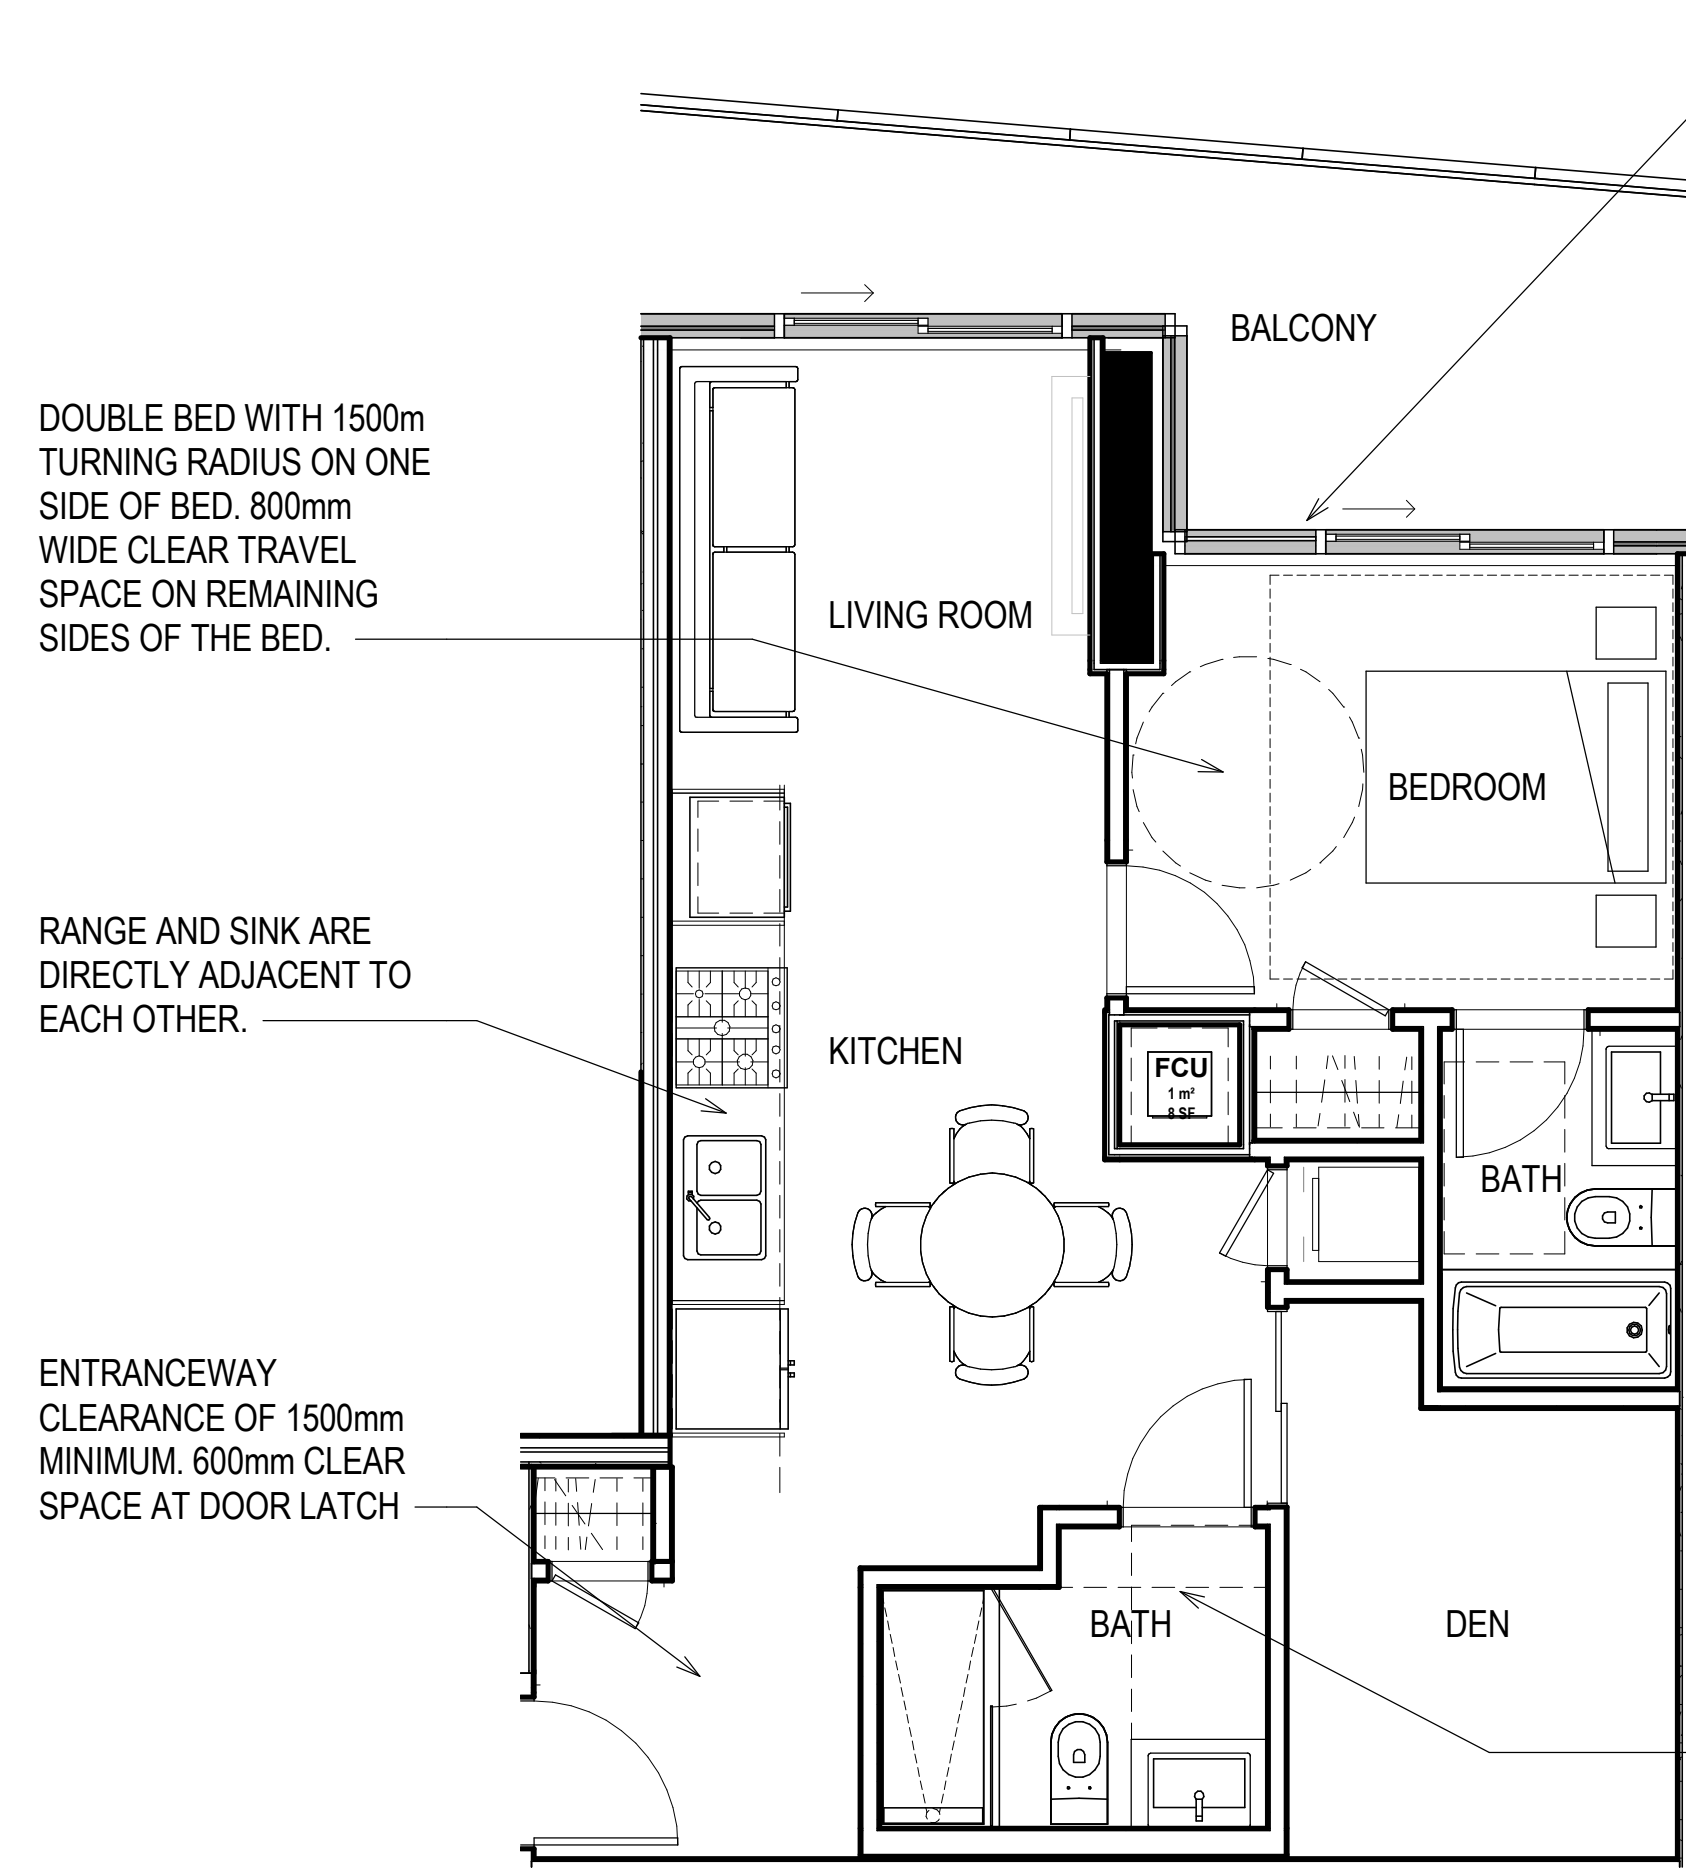 BALCONY
DOUBLE BED WITH 1500m
TURNING RADIUS ON ONE
SIDE OF BED. 800mm
WIDE CLEAR TRAVEL
SPACE ON REMAINING
SIDES OF THE BED.
LIVING ROOM
BEDROOM
RANGE AND SINK ARE
DIRECTLY ADJACENT TO
EACH OTHER.
KITCHEN
FCU
1 m²
8 SF
BATH
ENTRANCEWAY
CLEARANCE OF 1500mm
MINIMUM. 600mm CLEAR
SPACE AT DOOR LATCH
BATH
DEN